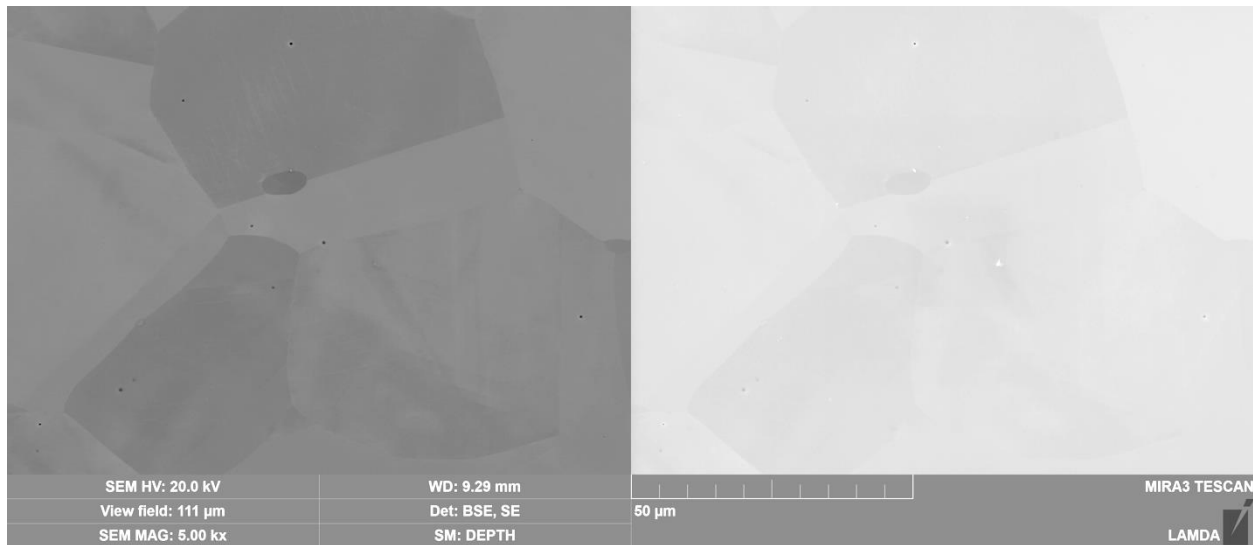 SEM HV: 20.0 kV
WD: 9.29 mm
MIRA3 TESCAN
View field: 111 µm
Det: BSE, SE
50 µm
SEM MAG: 5.00 kx
SM: DEPTH
LAMDA